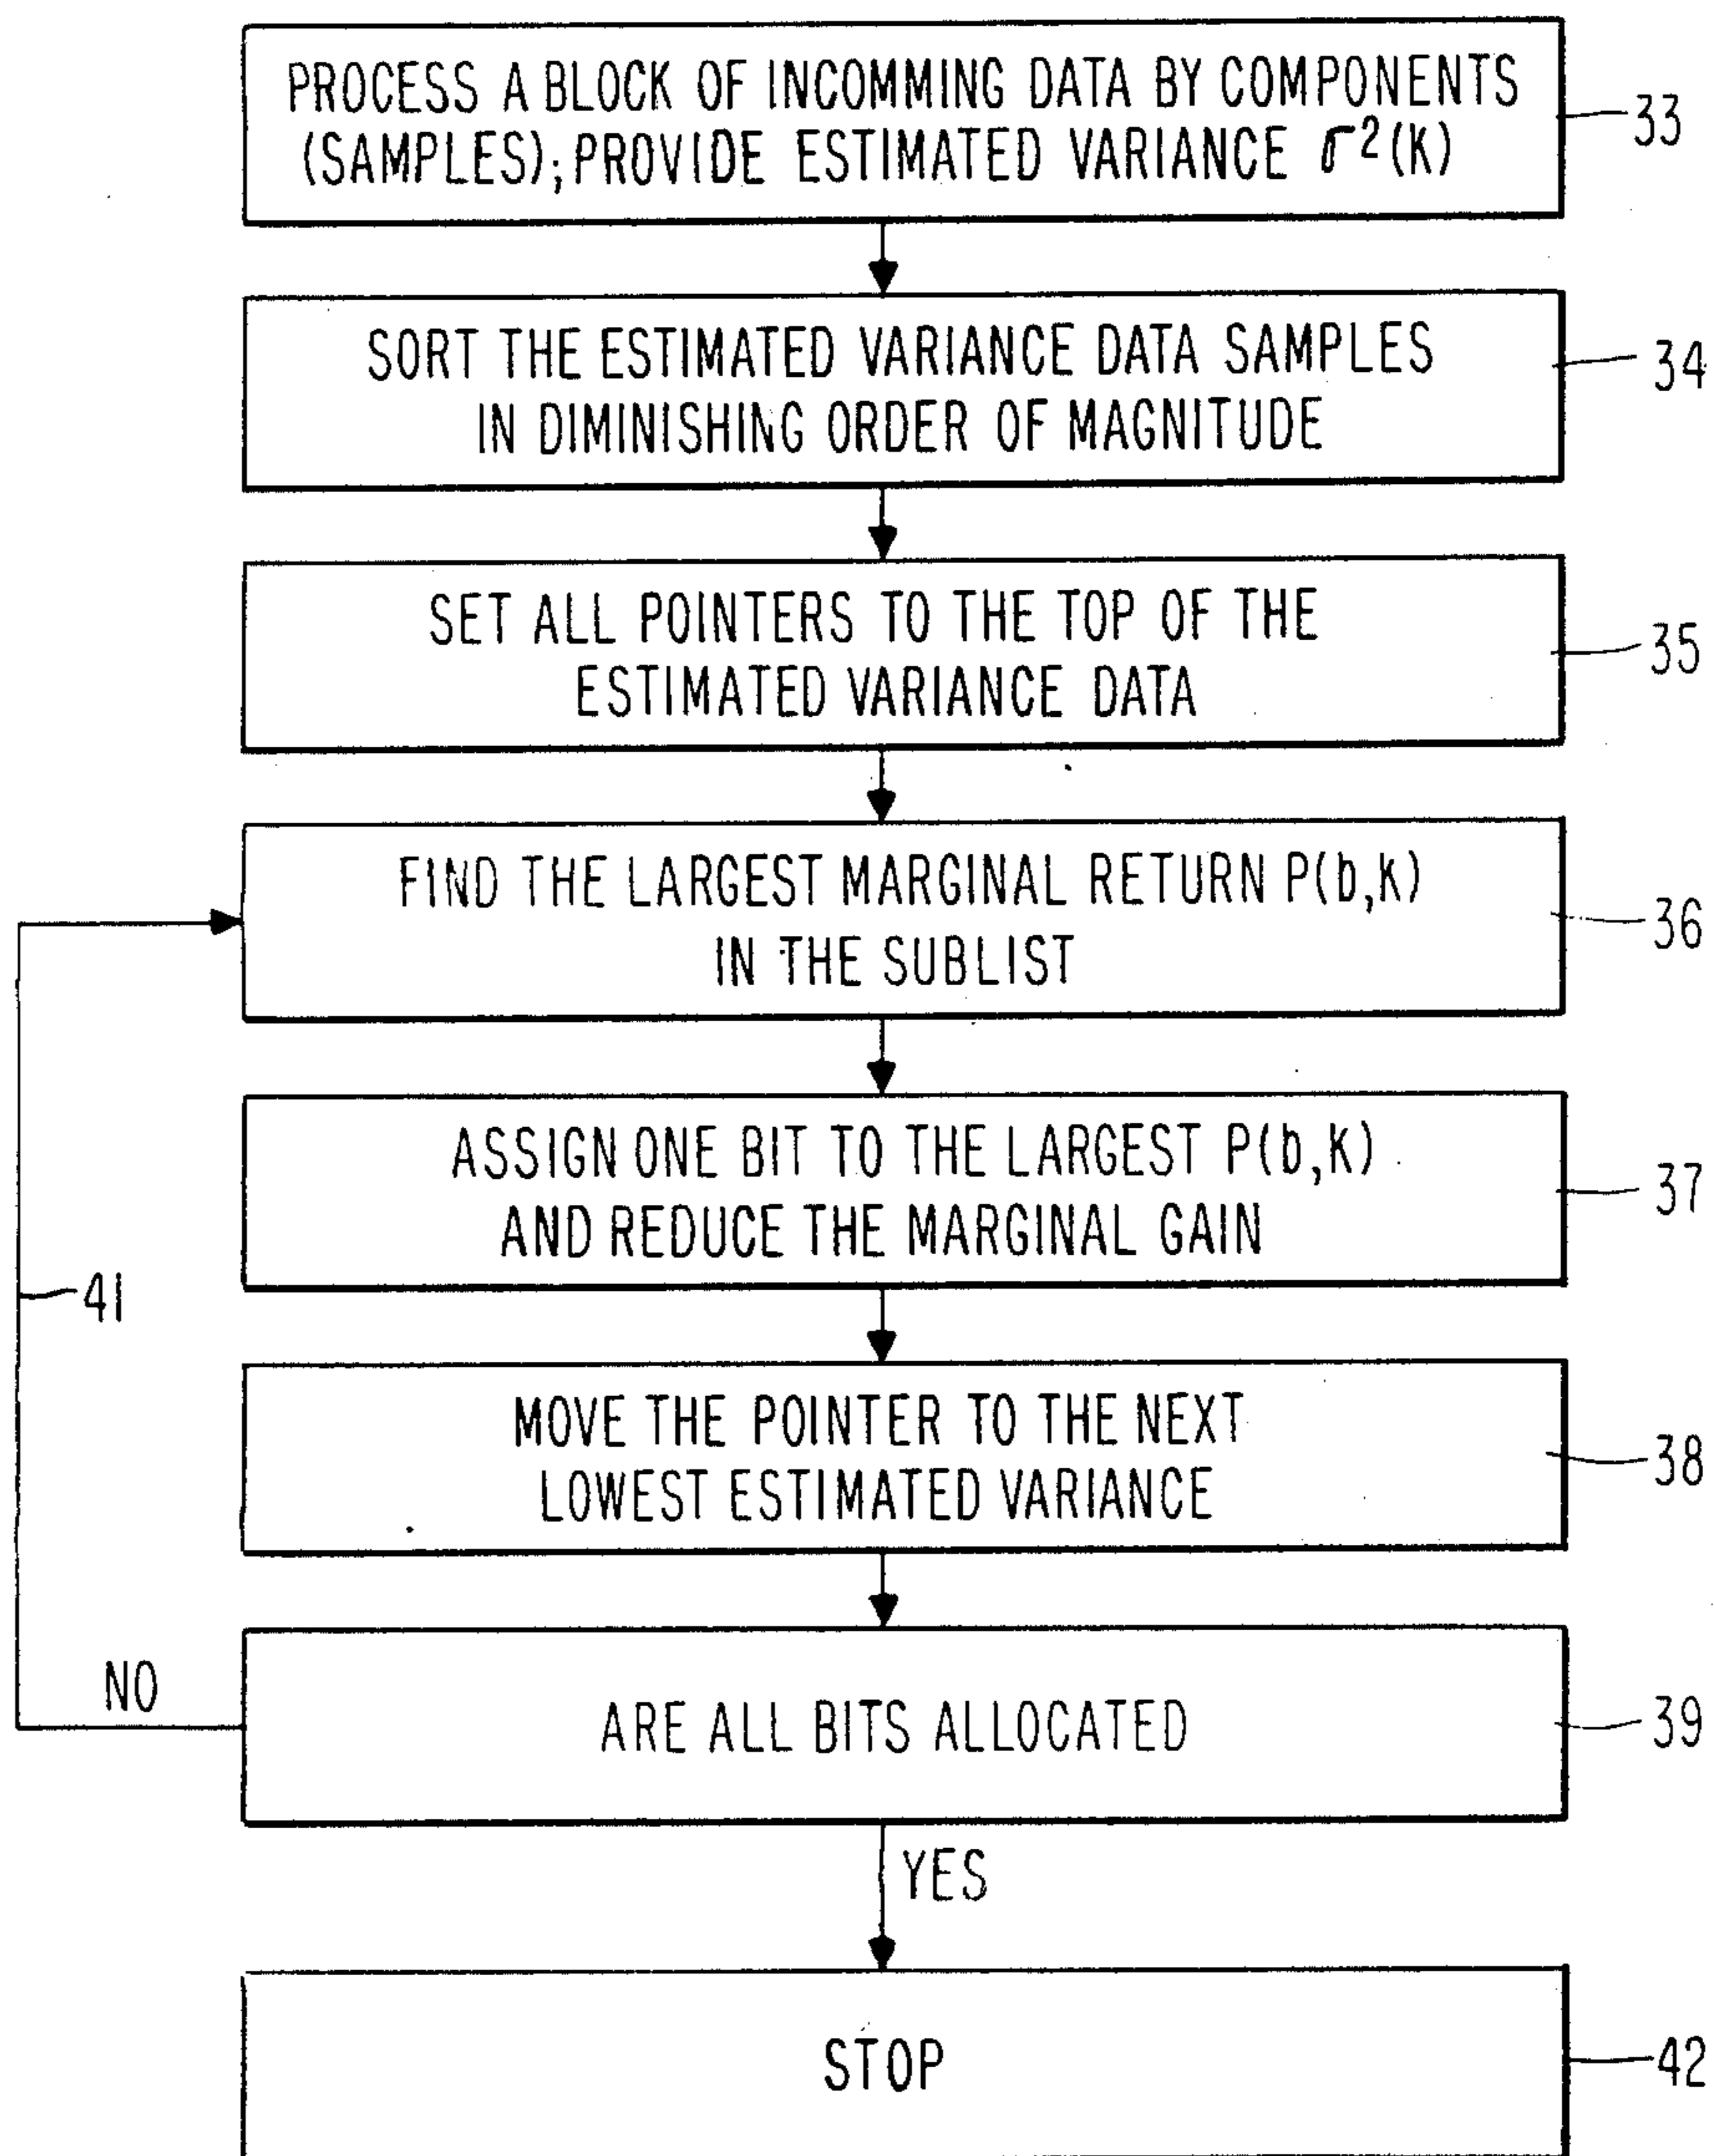 PROCESS A BLOCK OF INCOMMING DATA BY COMPONENTS
(SAMPLES); PROVIDE ESTIMATED VARIANCE σ²(K)
33
SORT THE ESTIMATED VARIANCE DATA SAMPLES
IN DIMINISHING ORDER OF MAGNITUDE
34
SET ALL POINTERS TO THE TOP OF THE
ESTIMATED VARIANCE DATA
35
FIND THE LARGEST MARGINAL RETURN P(b,K)
IN THE SUBLIST
36
ASSIGN ONE BIT TO THE LARGEST P(b,K)
AND REDUCE THE MARGINAL GAIN
37
41
MOVE THE POINTER TO THE NEXT
LOWEST ESTIMATED VARIANCE
38
NO
ARE ALL BITS ALLOCATED
39
YES
STOP
42